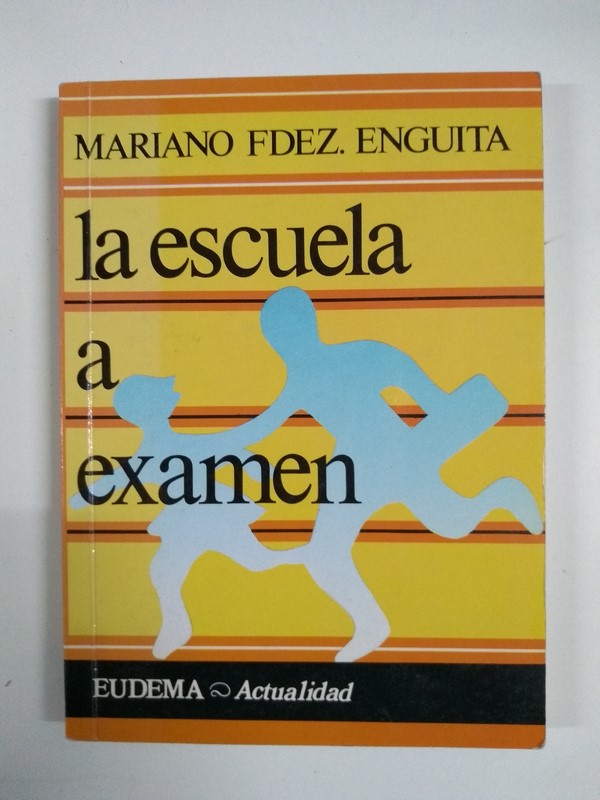 MARIANO FDEZ. ENGUITA
la escuela
a
examen
EUDEMA ~ Actualidad